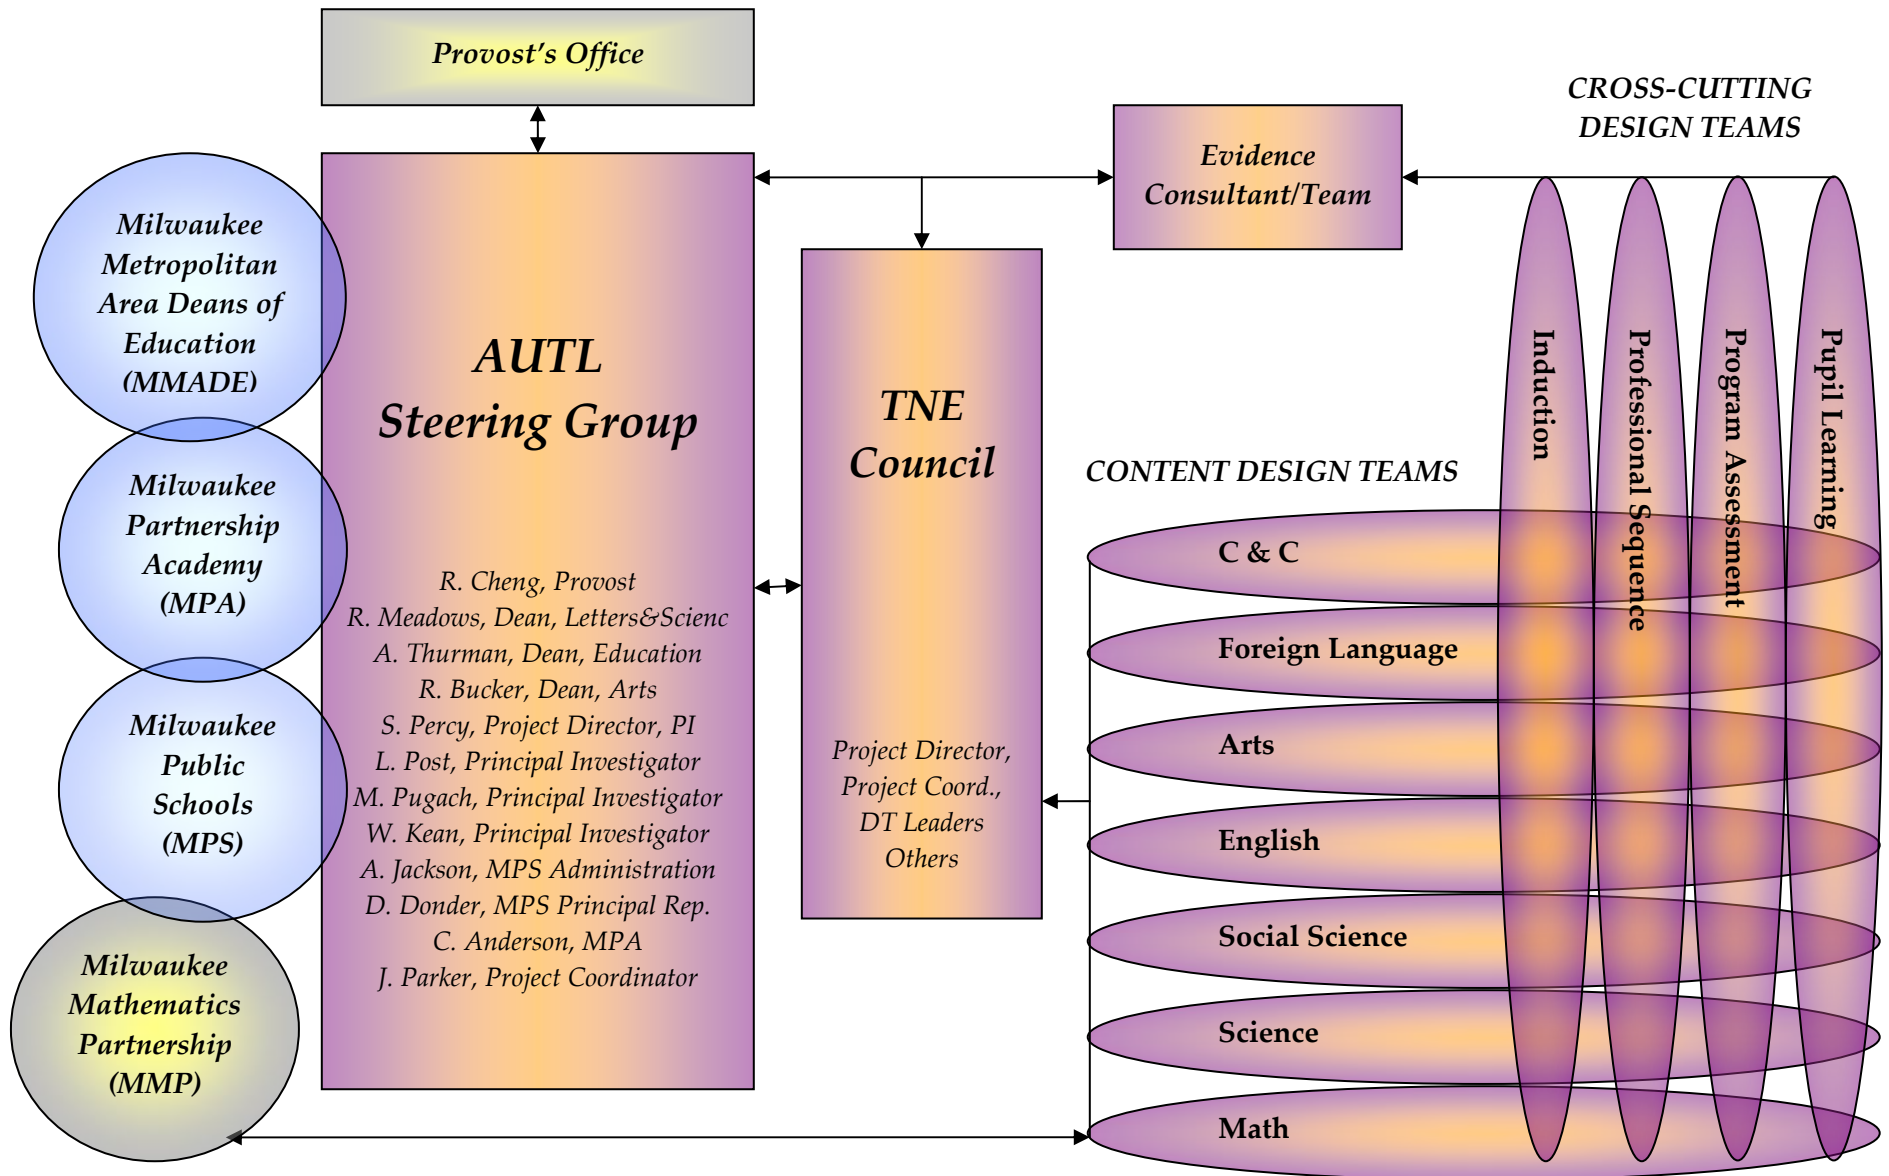 Provost's Office
CROSS-CUTTING
DESIGN TEAMS
Evidence
Consultant/Team
Milwaukee
Metropolitan
Area Deans of
Education
(MMADE)
Milwaukee
Partnership
Academy
(MPA)
Milwaukee
Public
Schools
(MPS)
Milwaukee
Mathematics
Partnership
(MMP)
AUTL
Steering Group
R. Cheng, Provost
R. Meadows, Dean, Letters&Scienc
A. Thurman, Dean, Education
R. Bucker, Dean, Arts
S. Percy, Project Director, PI
L. Post, Principal Investigator
M. Pugach, Principal Investigator
W. Kean, Principal Investigator
A. Jackson, MPS Administration
D. Donder, MPS Principal Rep.
C. Anderson, MPA
J. Parker, Project Coordinator
TNE
Council
Project Director,
Project Coord.,
DT Leaders
Others
CONTENT DESIGN TEAMS
Induction
Professional Sequence
Program Assessment
Pupil Learning
C & C
Foreign Language
Arts
English
Social Science
Science
Math